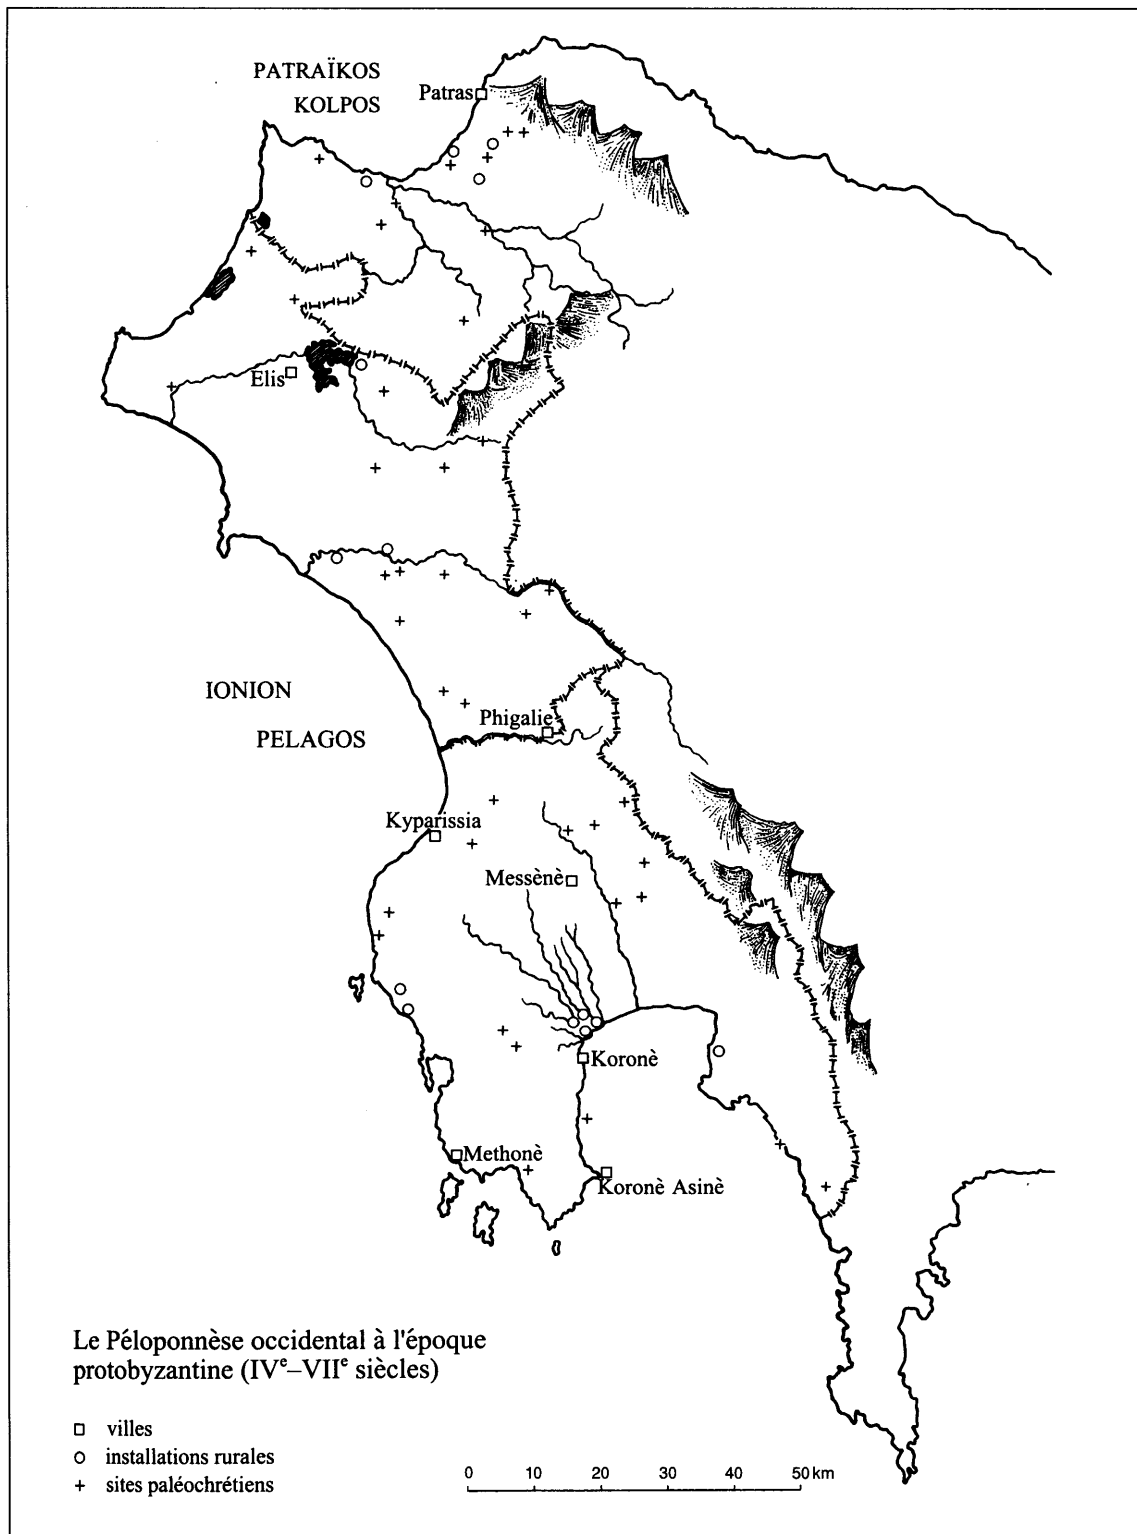 PATRAÏKOS
KOLPOS
Patras
Elis
IONION
PELAGOS
Phigalie
Kyparissia
Messènè
Koronè
Methonè
Koronè Asinè
Le Péloponnèse occidental à l'époque
protobyzantine (IVᵉ–VIIᵉ siècles)
villes
installations rurales
sites paléochrétiens
0 10 20 30 40 50 km